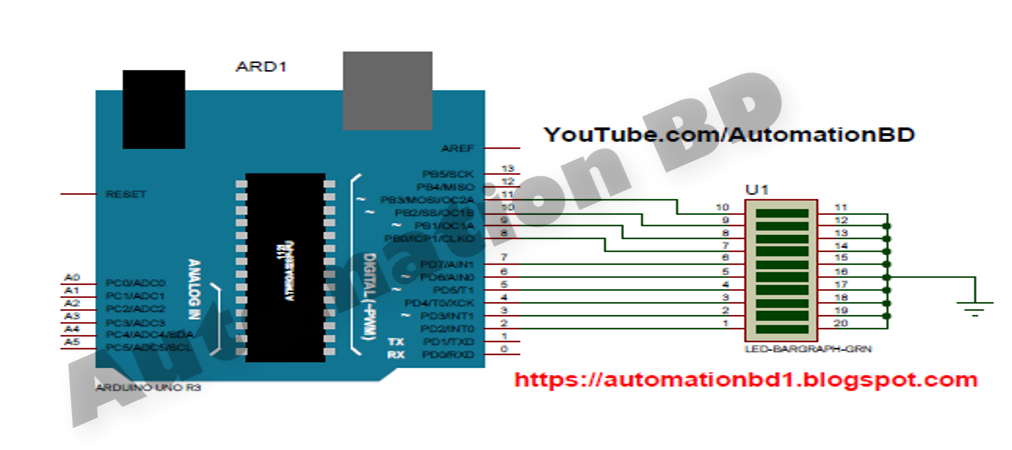 ARD1
Automation BD
YouTube.com/AutomationBD
AREF
13
PB5/SCK
12
PB4/MISO
RESET
11
PB3/MOSI/OC2A
~
10
PB2/SS/OC1B
~
9
PB1/OC1A
~
8
PB0/ICP1/CLKO
7
PD7/AIN1
6
PD6/AIN0
~
5
PD5/T1
~
4
PD4/T0/XCK
3
PD3/INT1
~
2
PD2/INT0
1
TX
PD1/TXD
0
RX
PD0/RXD
ANALOG IN
DIGITAL (~PWM)
A0
PC0/ADC0
A1
PC1/ADC1
A2
PC2/ADC2
A3
PC3/ADC3
A4
PC4/ADC4/SDA
A5
PC5/ADC5/SCL
ARDUINO UNO R3
U1
10 11
9 12
8 13
7 14
6 15
5 16
4 17
3 18
2 19
1 20
LED-BARGRAPH-GRN
https://automationbd1.blogspot.com